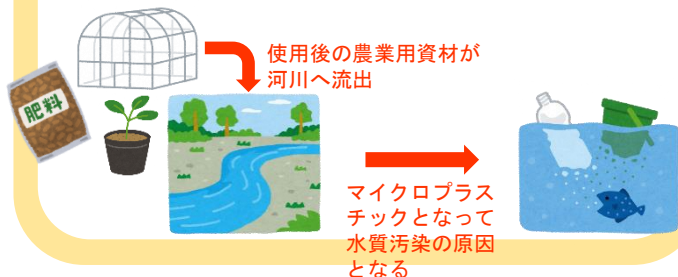 使用後の農業用資材が
河川へ流出
肥料
マイクロプラス
チックとなって
水質汚染の原因
となる